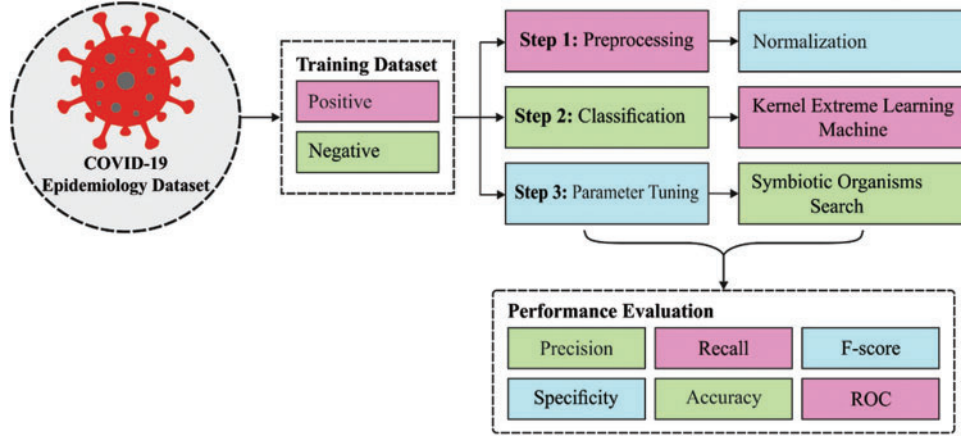 COVID-19
Epidemiology Dataset
Training Dataset
Positive
Negative
Step 1: Preprocessing
Normalization
Step 2: Classification
Kernel Extreme Learning
Machine
Step 3: Parameter Tuning
Symbiotic Organisms
Search
Performance Evaluation
Precision
Recall
F-score
Specificity
Accuracy
ROC